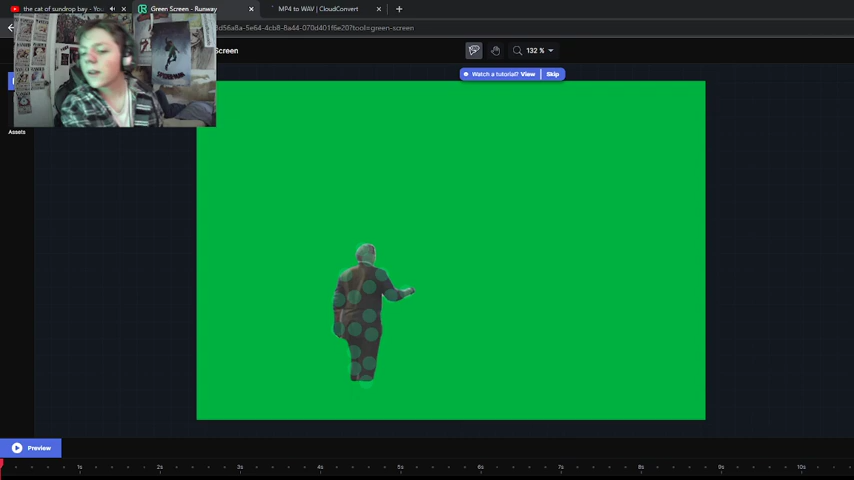 the cat of sundrop bay - You
Green Screen - Runway
MP4 to WAV | CloudConvert
d56a8a-5e64-4cb8-8a44-070d401f6e20?tool=green-screen
Screen
132 %
Watch a tutorial? View Skip
SPIDER-MAN
Assets
Preview
1s 2s 3s 4s 5s 6s 7s 8s 9s 10s